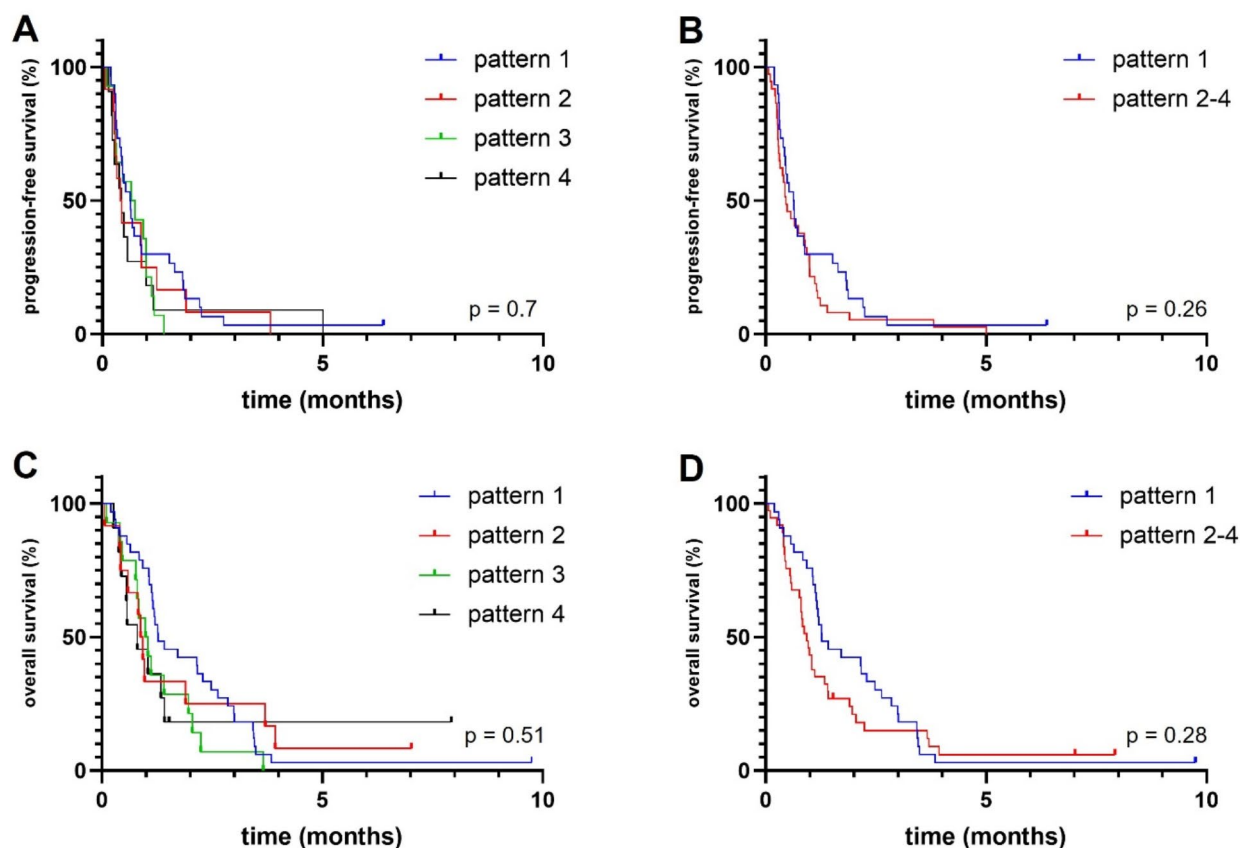 A
progression-free survival (%)
100
50
0
0
5
10
time (months)
pattern 1
pattern 2
pattern 3
pattern 4
p = 0.7
B
progression-free survival (%)
100
50
0
0
5
10
time (months)
pattern 1
pattern 2-4
p = 0.26
C
overall survival (%)
100
50
0
0
5
10
time (months)
pattern 1
pattern 2
pattern 3
pattern 4
p = 0.51
D
overall survival (%)
100
50
0
0
5
10
time (months)
pattern 1
pattern 2-4
p = 0.28